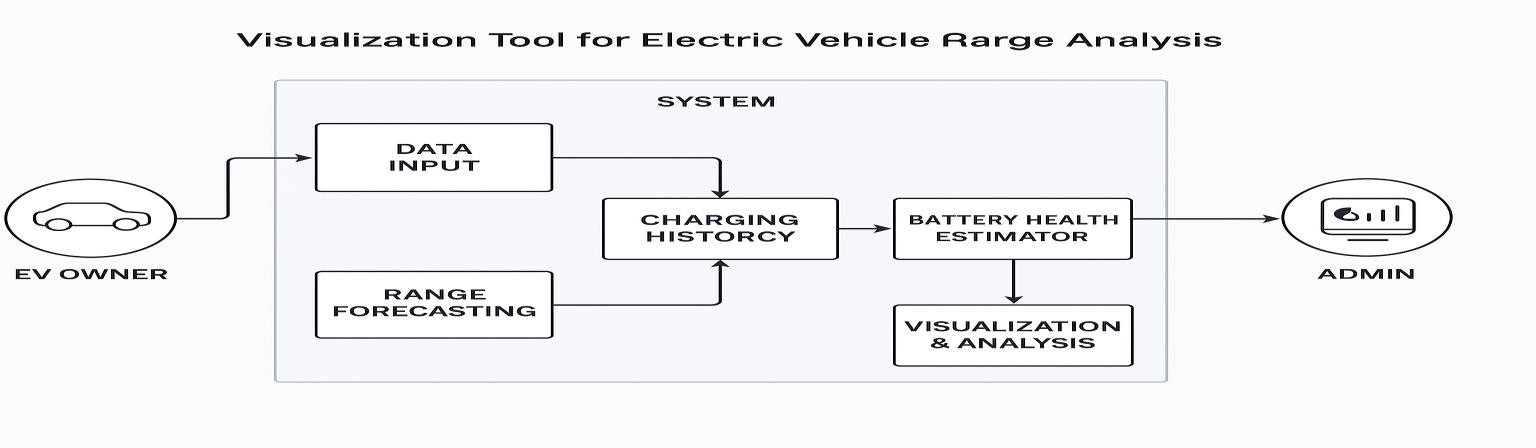 Visualization Tool for Electric Vehicle Rarge Analysis
SYSTEM
DATA
INPUT
CHARGING
HISTORCY
BATTERY HEALTH
ESTIMATOR
EV OWNER
ADMIN
RANGE
FORECASTING
VISUALIZATION
& ANALYSIS